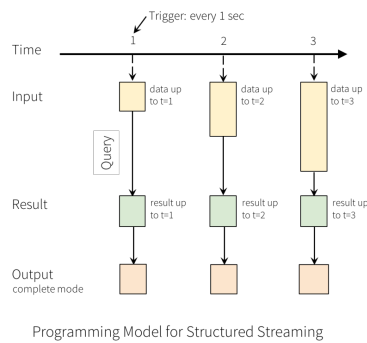 Trigger: every 1 sec
1
2
3
Time
Input
data up
to t=1
data up
to t=2
data up
to t=3
Query
Result
result up
to t=1
result up
to t=2
result up
to t=3
Output
complete mode
Programming Model for Structured Streaming